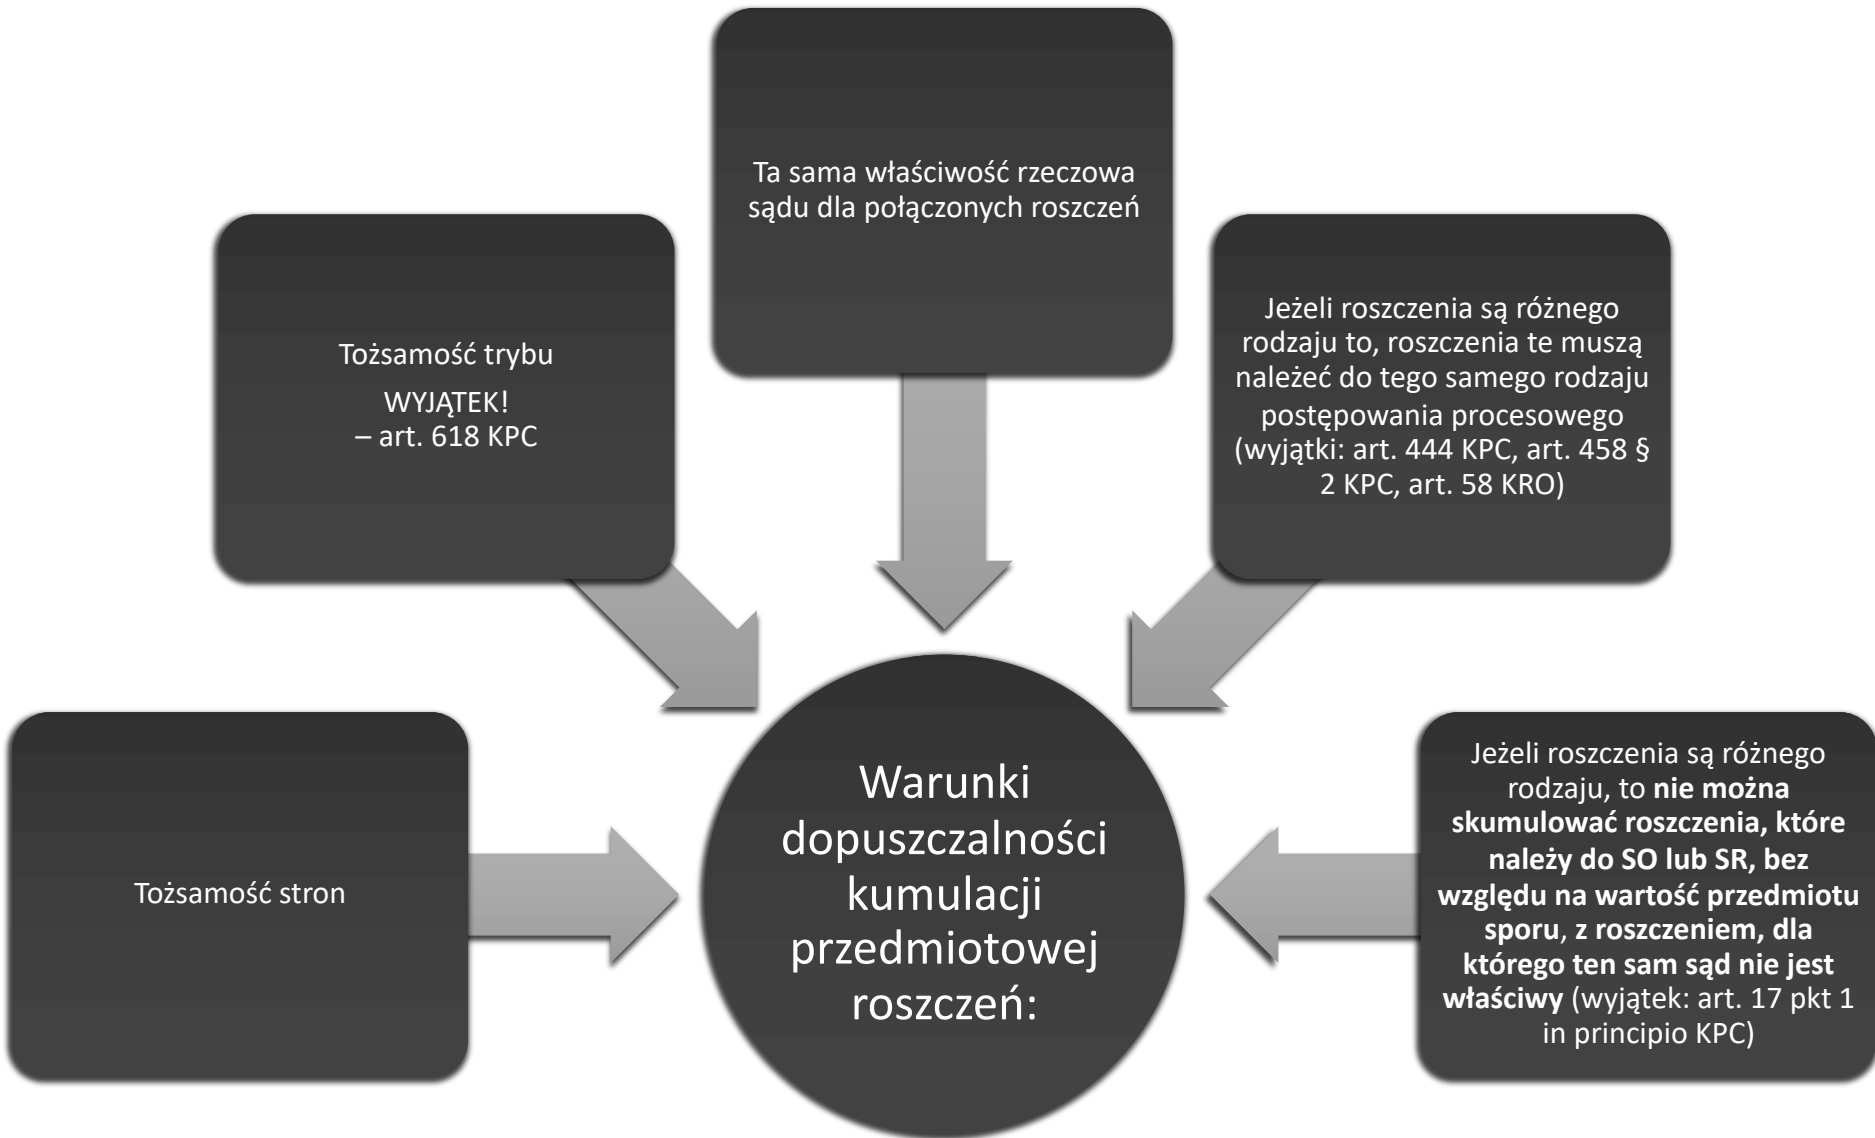 Ta sama właściwość rzeczowa
sądu dla połączonych roszczeń
Tożsamość trybu
WYJĄTEK!
– art. 618 KPC
Jeżeli roszczenia są różnego
rodzaju to, roszczenia te muszą
należeć do tego samego rodzaju
postępowania procesowego
(wyjątki: art. 444 KPC, art. 458 §
2 KPC, art. 58 KRO)
Tożsamość stron
Warunki
dopuszczalności
kumulacji
przedmiotowej
roszczeń:
Jeżeli roszczenia są różnego
rodzaju, to nie można
skumulować roszczenia, które
należy do SO lub SR, bez
względu na wartość przedmiotu
sporu, z roszczeniem, dla
którego ten sam sąd nie jest
właściwy (wyjątek: art. 17 pkt 1
in principio KPC)